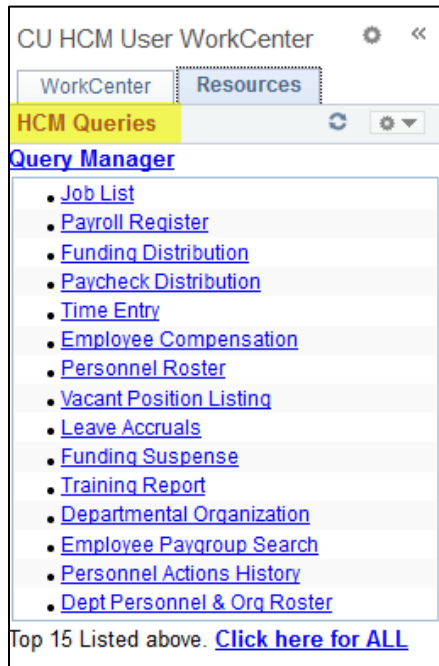 CU HCM User WorkCenter
WorkCenter Resources
HCM Queries
Query Manager
Job List
Payroll Register
Funding Distribution
Paycheck Distribution
Time Entry
Employee Compensation
Personnel Roster
Vacant Position Listing
Leave Accruals
Funding Suspense
Training Report
Departmental Organization
Employee Paygroup Search
Personnel Actions History
Dept Personnel & Org Roster
Top 15 Listed above. Click here for ALL